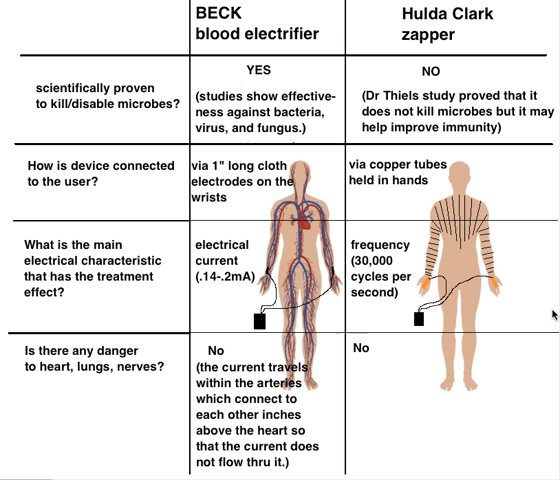 BECK
blood electrifier
Hulda Clark
zapper
scientifically proven
to kill/disable microbes?
YES
(studies show effective-
ness against bacteria,
virus, and fungus.)
NO
(Dr Thiels study proved that it
does not kill microbes but it may
help improve immunity)
How is device connected
to the user?
via 1" long cloth
electrodes on the
wrists
via copper tubes
held in hands
What is the main
electrical characteristic
that has the treatment
effect?
electrical
current
(.14-.2mA)
frequency
(30,000
cycles per
second)
Is there any danger
to heart, lungs, nerves?
No
(the current travels
within the arteries
which connect to
each other inches
above the heart so
that the current does
not flow thru it.)
No